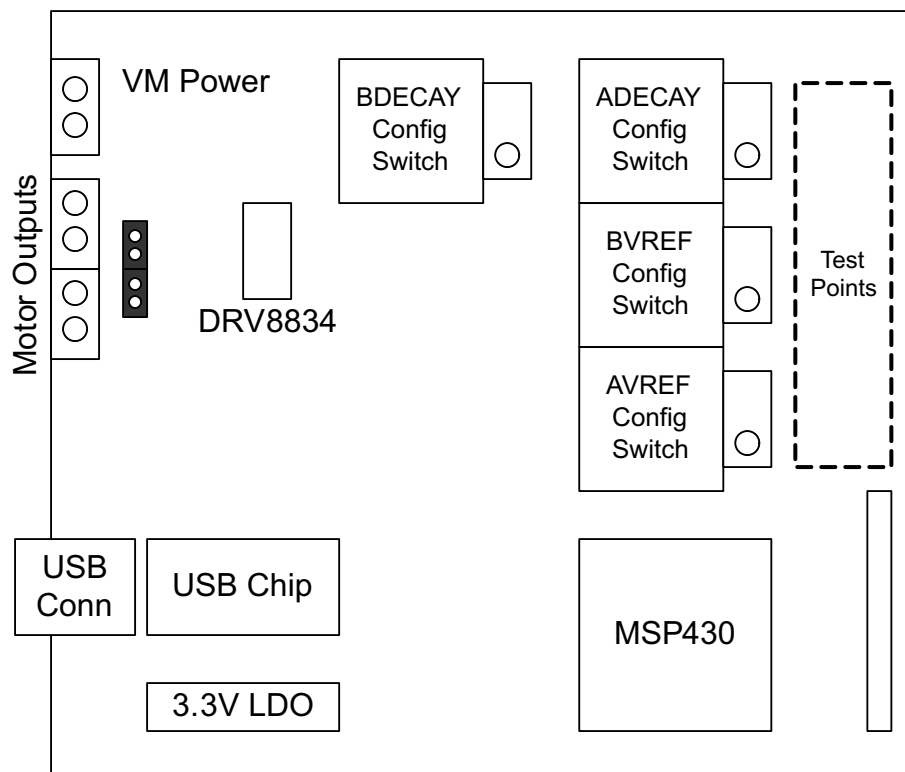 VM Power
BDECAY
Config
Switch
ADECAY
Config
Switch
Motor Outputs
DRV8834
BVREF
Config
Switch
Test
Points
AVREF
Config
Switch
USB
Conn
USB Chip
MSP430
3.3V LDO